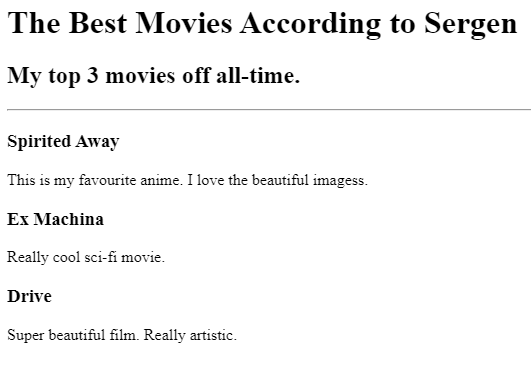 The Best Movies According to Sergen
My top 3 movies off all-time.
Spirited Away
This is my favourite anime. I love the beautiful imagess.
Ex Machina
Really cool sci-fi movie.
Drive
Super beautiful film. Really artistic.